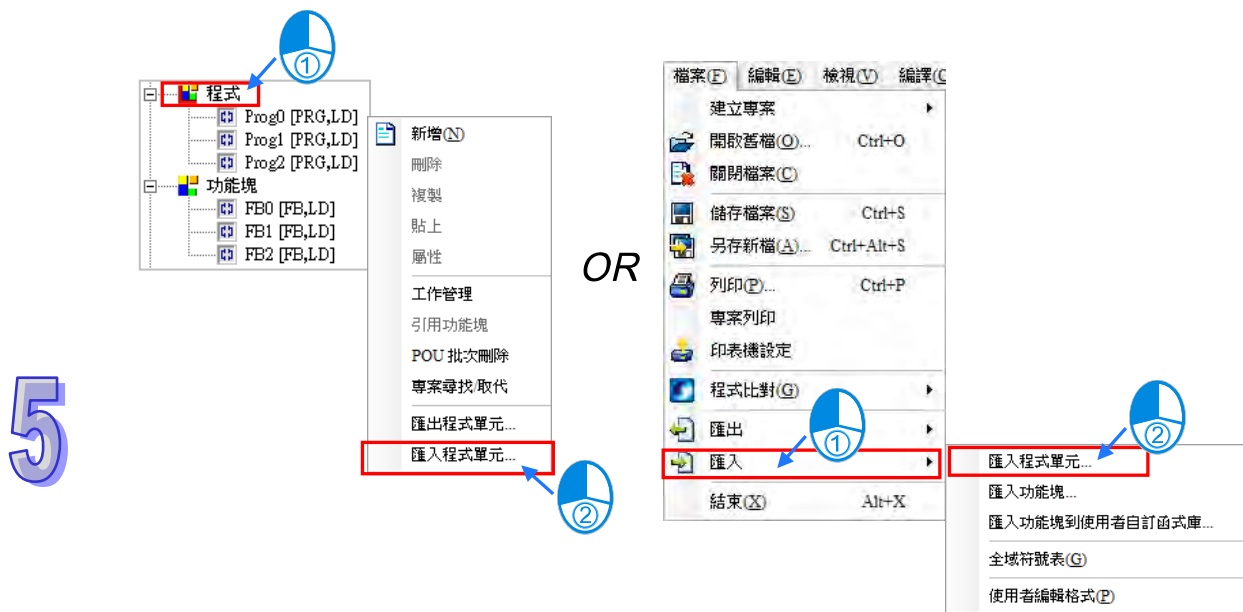 ①
程式
Prog0 [PRG,LD]
Prog1 [PRG,LD]
Prog2 [PRG,LD]
功能塊
FB0 [FB,LD]
FB1 [FB,LD]
FB2 [FB,LD]
新增(N)
刪除
複製
貼上
屬性
工作管理
引用功能塊
POU 批次刪除
專案尋找/取代
匯出程式單元...
匯入程式單元...
②
OR
檔案(F) 編輯(E) 檢視(V) 編譯(C
建立專案
開啟舊檔(O)... Ctrl+O
關閉檔案(C)
儲存檔案(S) Ctrl+S
另存新檔(A)... Ctrl+Alt+S
列印(P)... Ctrl+P
專案列印
印表機設定
程式比對(G)
匯出
①
匯入
結束(X) Alt+X
②
匯入程式單元...
匯入功能塊...
匯入功能塊到使用者自訂函式庫...
全域符號表(G)
使用者編輯格式(P)
5